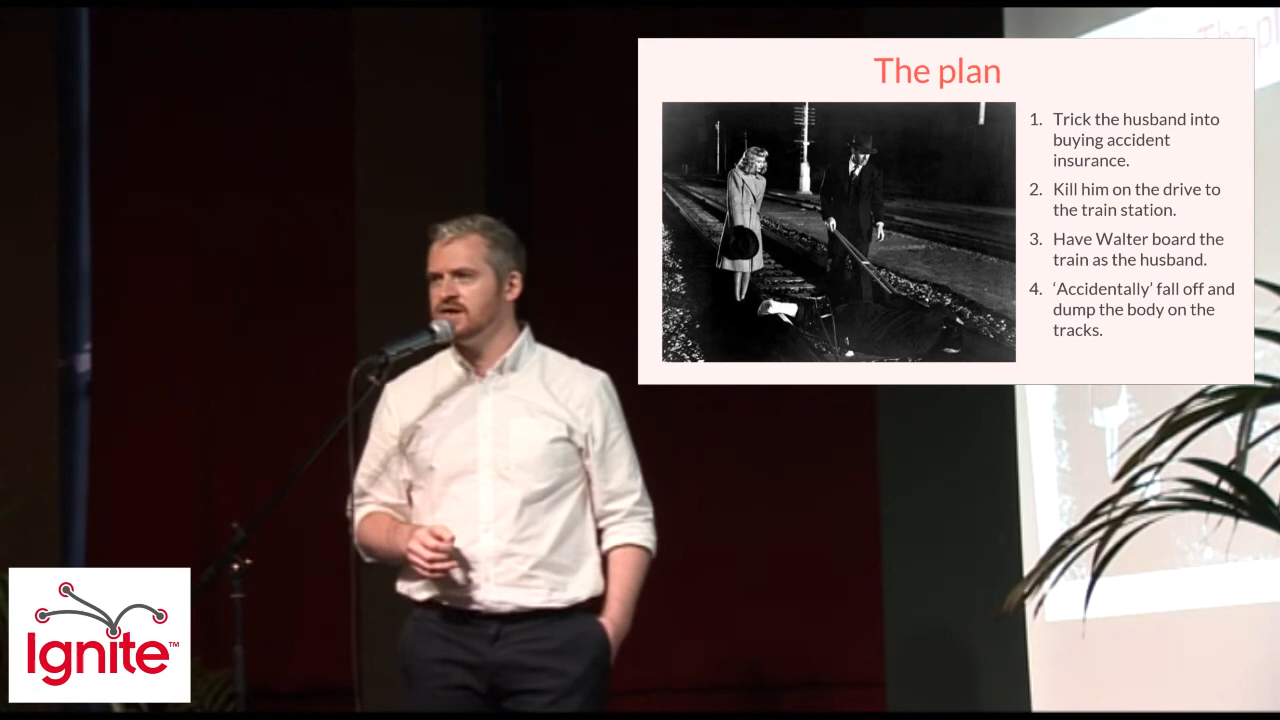 The plan
1. Trick the husband into
buying accident
insurance.
2. Kill him on the drive to
the train station.
3. Have Walter board the
train as the husband.
4. ‘Accidentally’ fall off and
dump the body on the
tracks.
The pl
Ignite™